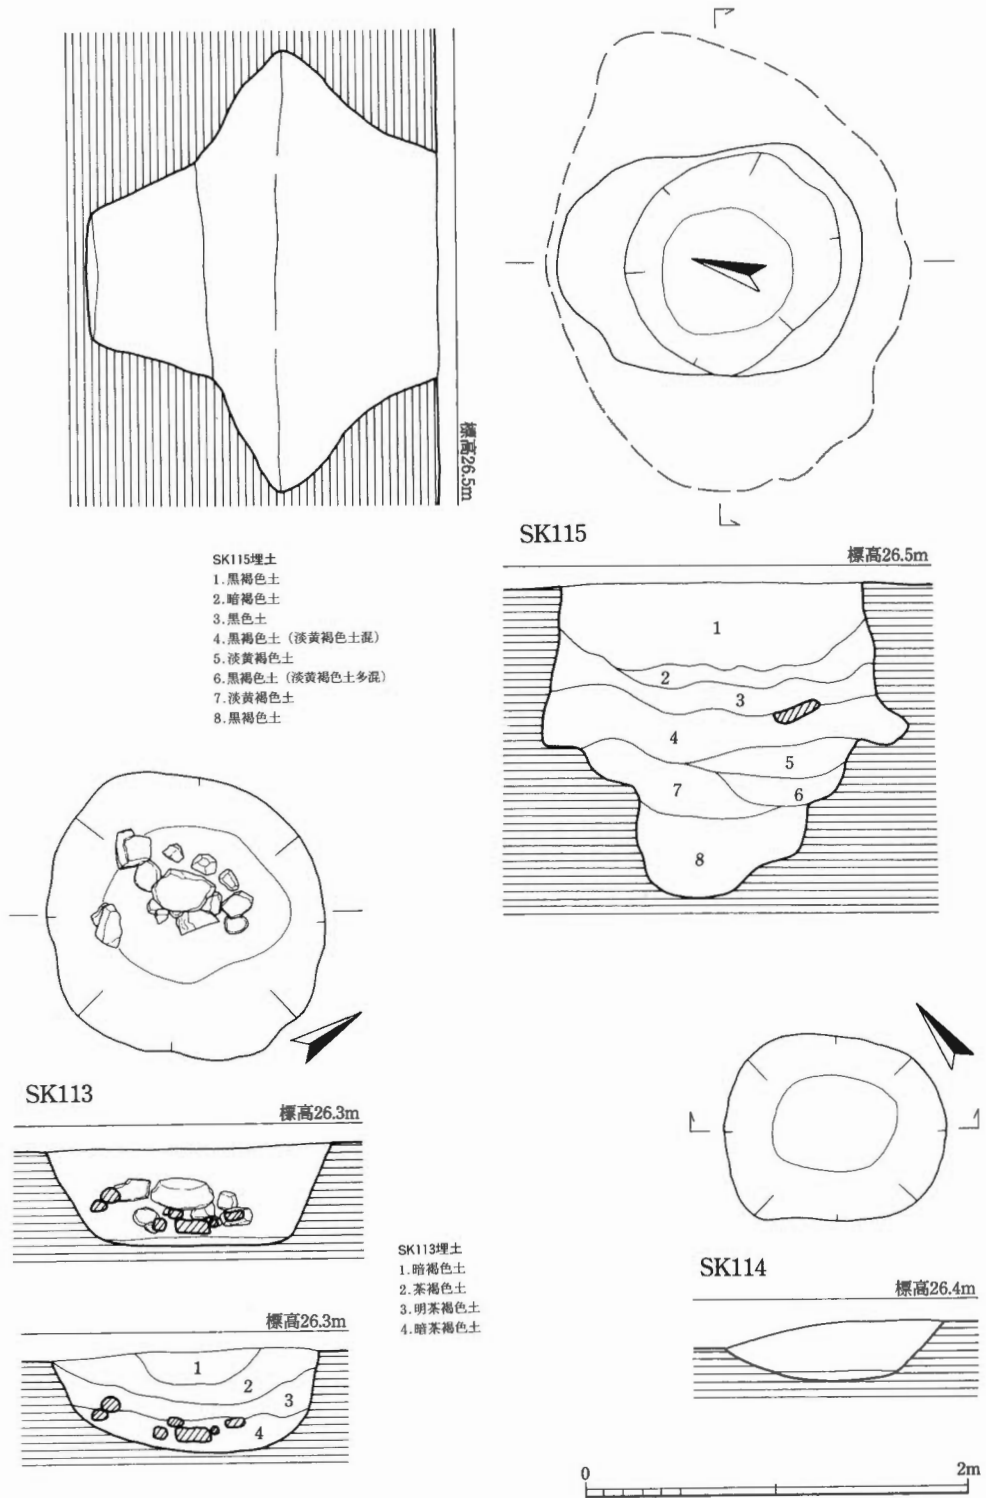 標高26.5m
SK115
標高26.5m
SK115埋土
1.黒褐色土
2.暗褐色土
3.黒色土
4.黒褐色土（淡黄褐色土混）
5.淡黄褐色土
6.黒褐色土（淡黄褐色土多混）
7.淡黄褐色土
8.黒褐色土
1
2
3
4
5
7
6
8
SK113
標高26.3m
SK113埋土
1.暗褐色土
2.茶褐色土
3.明茶褐色土
4.暗茶褐色土
標高26.3m
1
2
3
4
SK114
標高26.4m
0
2m